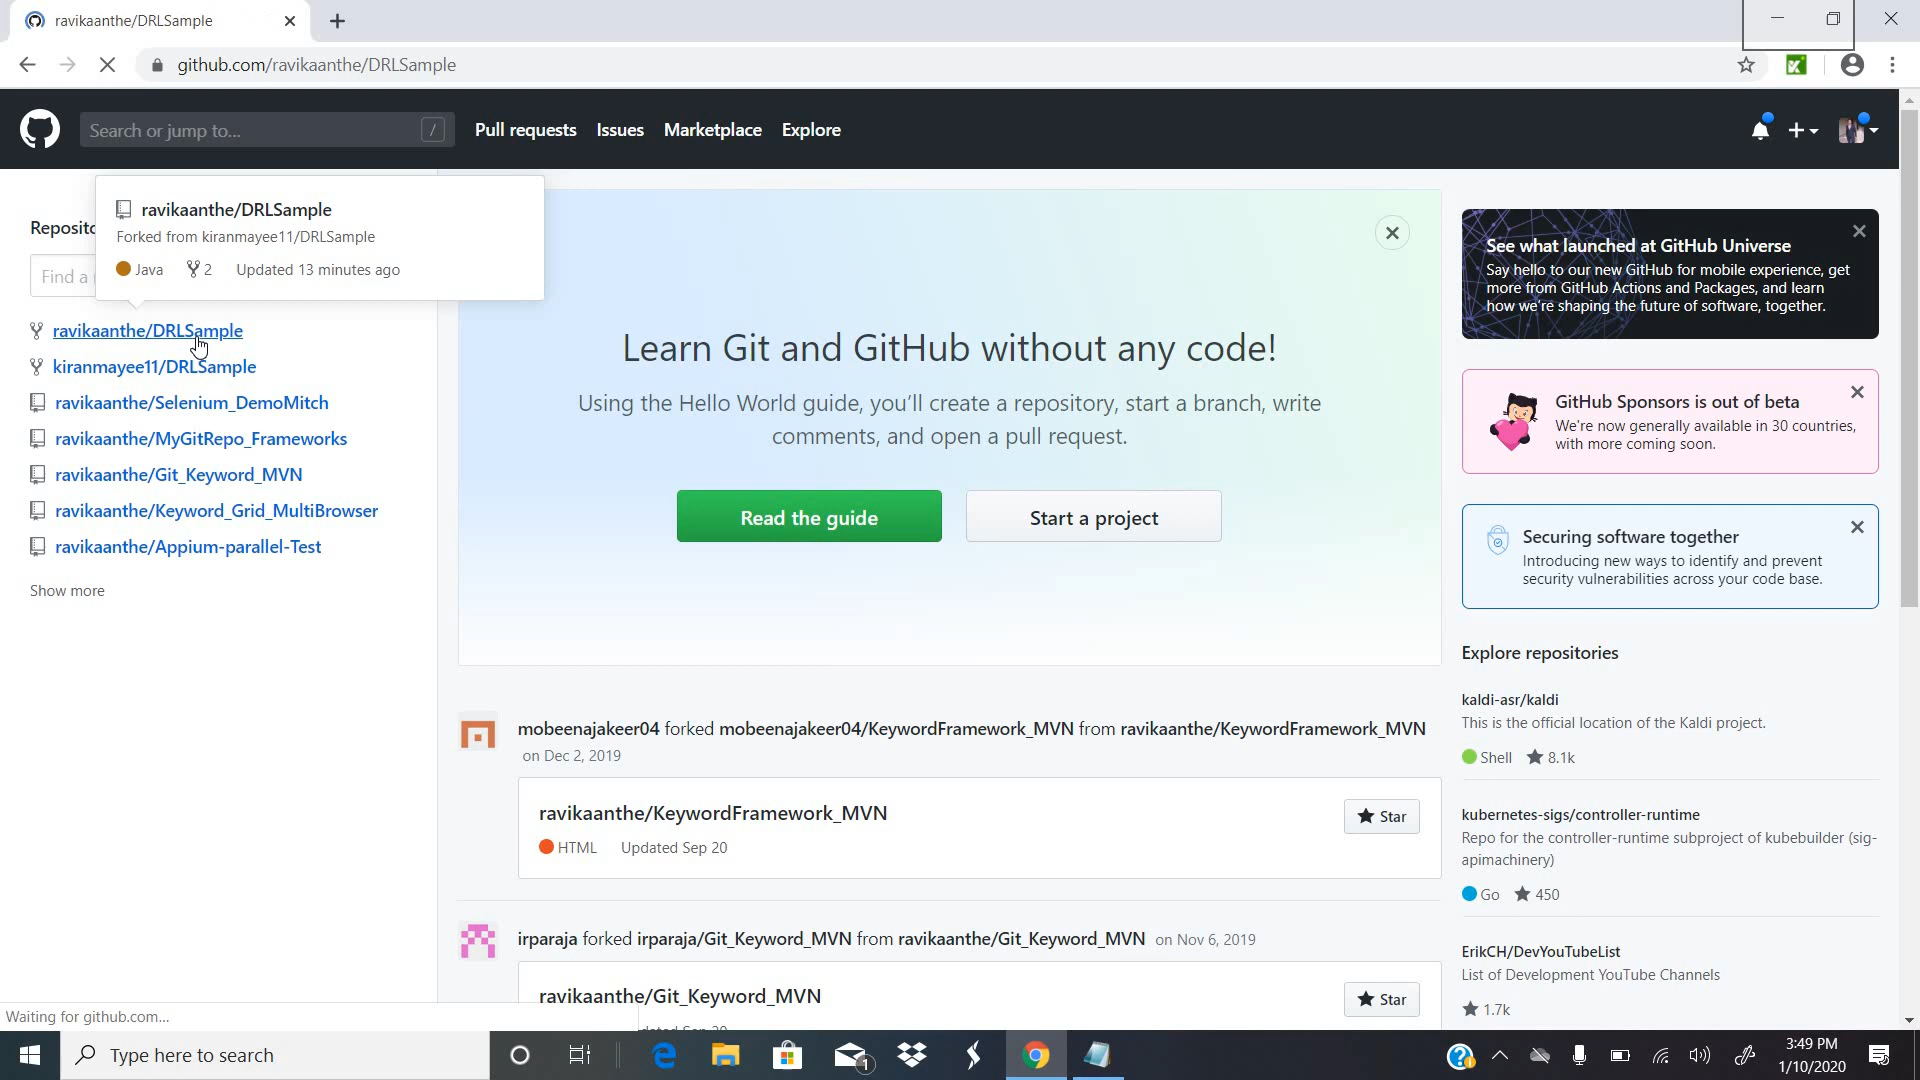 ravikaanthe/DRLSample
github.com/ravikaanthe/DRLSample
Search or jump to...
/
Pull requests
Issues
Marketplace
Explore
ravikaanthe/DRLSample
Forked from kiranmayee11/DRLSample
Java
2
Updated 13 minutes ago
Reposito
Find a
ravikaanthe/DRLSample
kiranmayee11/DRLSample
ravikaanthe/Selenium_DemoMitch
ravikaanthe/MyGitRepo_Frameworks
ravikaanthe/Git_Keyword_MVN
ravikaanthe/Keyword_Grid_MultiBrowser
ravikaanthe/Appium-parallel-Test
Show more
Learn Git and GitHub without any code!
Using the Hello World guide, you'll create a repository, start a branch, write
comments, and open a pull request.
Read the guide
Start a project
mobeenajakeer04 forked mobeenajakeer04/KeywordFramework_MVN from ravikaanthe/KeywordFramework_MVN
on Dec 2, 2019
ravikaanthe/KeywordFramework_MVN
Star
HTML
Updated Sep 20
irparaja forked irparaja/Git_Keyword_MVN from ravikaanthe/Git_Keyword_MVN on Nov 6, 2019
ravikaanthe/Git_Keyword_MVN
Star
See what launched at GitHub Universe
Say hello to our new GitHub for mobile experience, get
more from GitHub Actions and Packages, and learn
how we're shaping the future of software, together.
GitHub Sponsors is out of beta
We're now generally available in 30 countries,
with more coming soon.
Securing software together
Introducing new ways to identify and prevent
security vulnerabilities across your code base.
Explore repositories
kaldi-asr/kaldi
This is the official location of the Kaldi project.
Shell
8.1k
kubernetes-sigs/controller-runtime
Repo for the controller-runtime subproject of kubebuilder (sig-
apimachinery)
Go
450
ErikCH/DevYouTubeList
List of Development YouTube Channels
1.7k
Waiting for github.com...
Type here to search
1
3:49 PM
1/10/2020